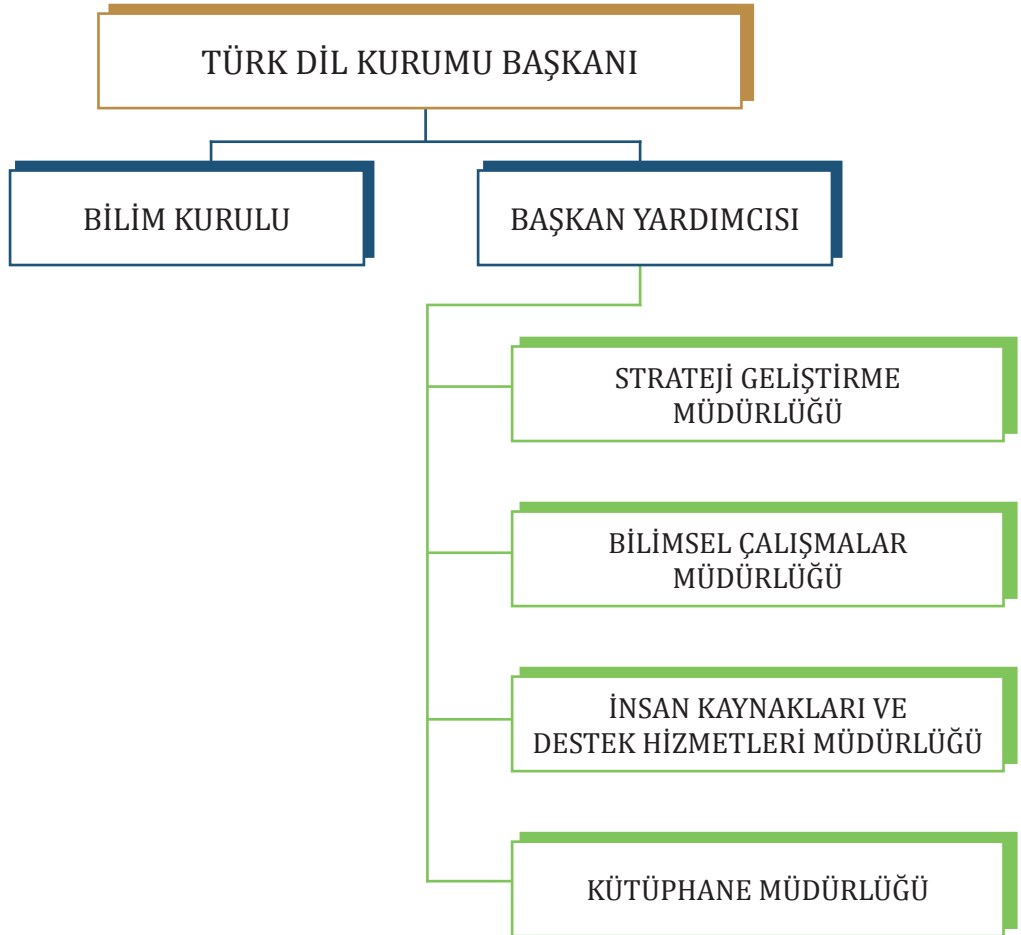 TÜRK DİL KURUMU BAŞKANI
BİLİM KURULU
BAŞKAN YARDIMCISI
STRATEJİ GELİŞTİRME
MÜDÜRLÜĞÜ
BİLİMSEL ÇALIŞMALAR
MÜDÜRLÜĞÜ
İNSAN KAYNAKLARI VE
DESTEK HİZMETLERİ MÜDÜRLÜĞÜ
KÜTÜPHANE MÜDÜRLÜĞÜ